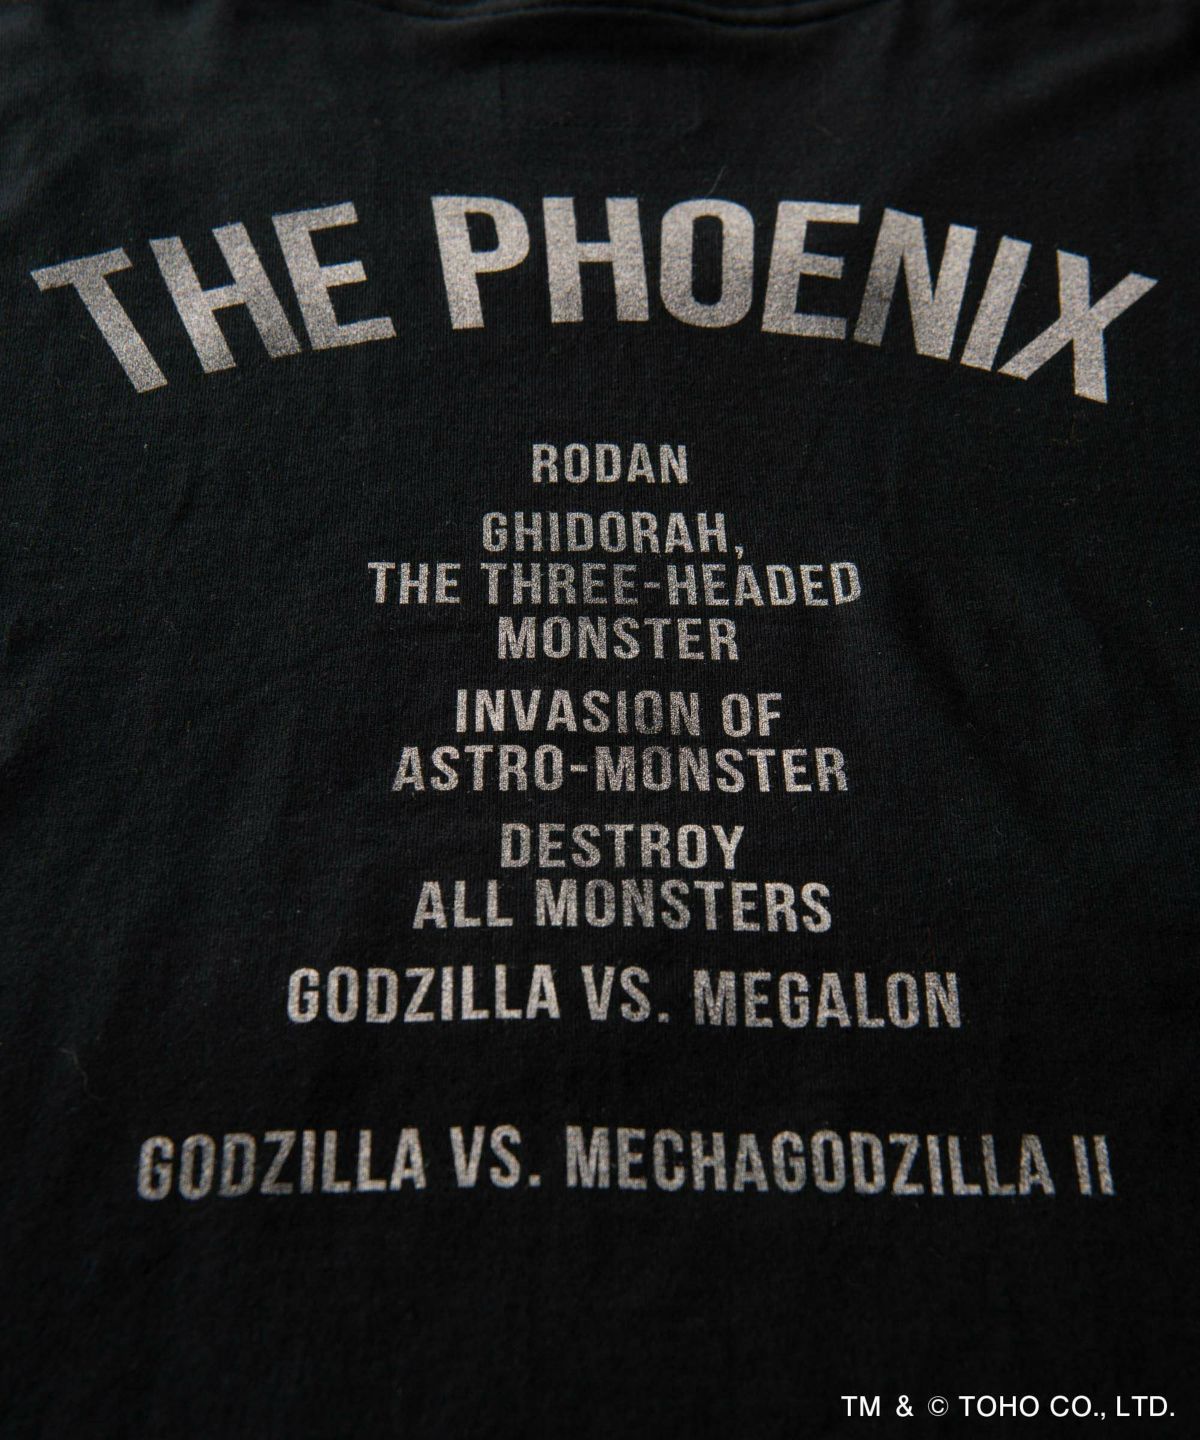 THE PHOENIX
RODAN
GHIDORAH,
THE THREE-HEADED
MONSTER
INVASION OF
ASTRO-MONSTER
DESTROY
ALL MONSTERS
GODZILLA VS. MEGALON
GODZILLA VS. MECHAGODZILLA II
TM & © TOHO CO., LTD.